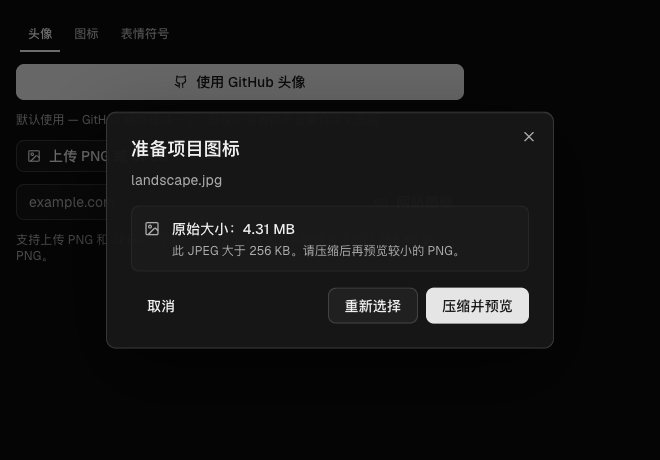 头像 图标 表情符号
使用 GitHub 头像
默认使用 — GitH
上传 PNG
准备项目图标
landscape.jpg
example.con
原始大小：4.31 MB
此 JPEG 大于 256 KB。请压缩后再预览较小的 PNG。
支持上传 PNG 和
PNG。
取消 重新选择 压缩并预览